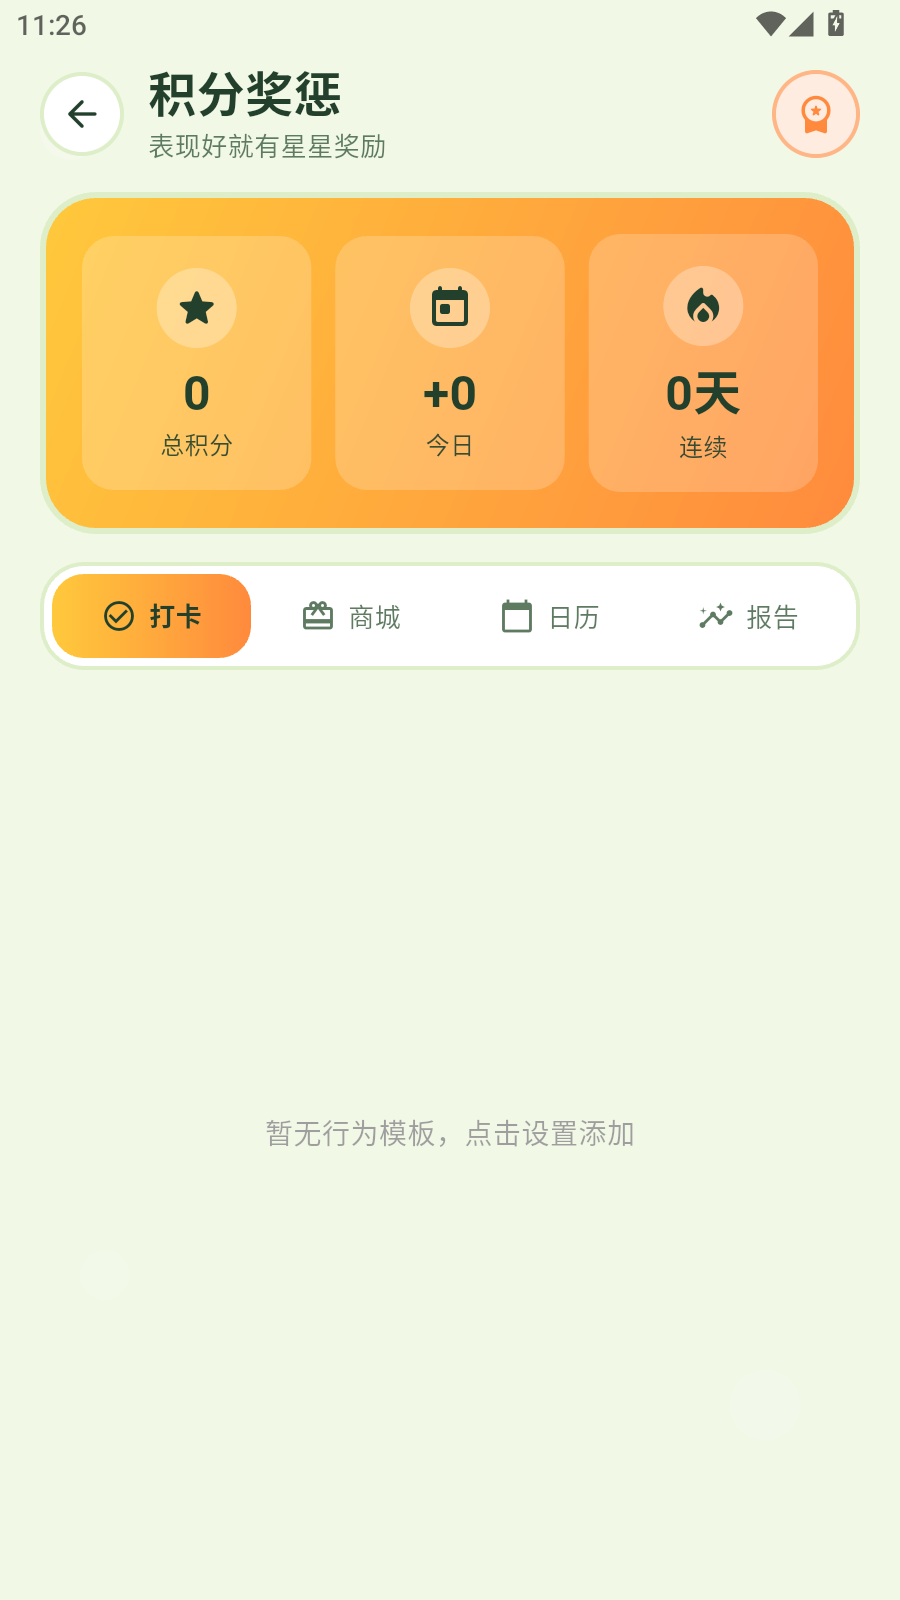 11:26
积分奖惩
表现好就有星星奖励
0
总积分
+0
今日
0天
连续
打卡
商城
日历
报告
暂无行为模板，点击设置添加